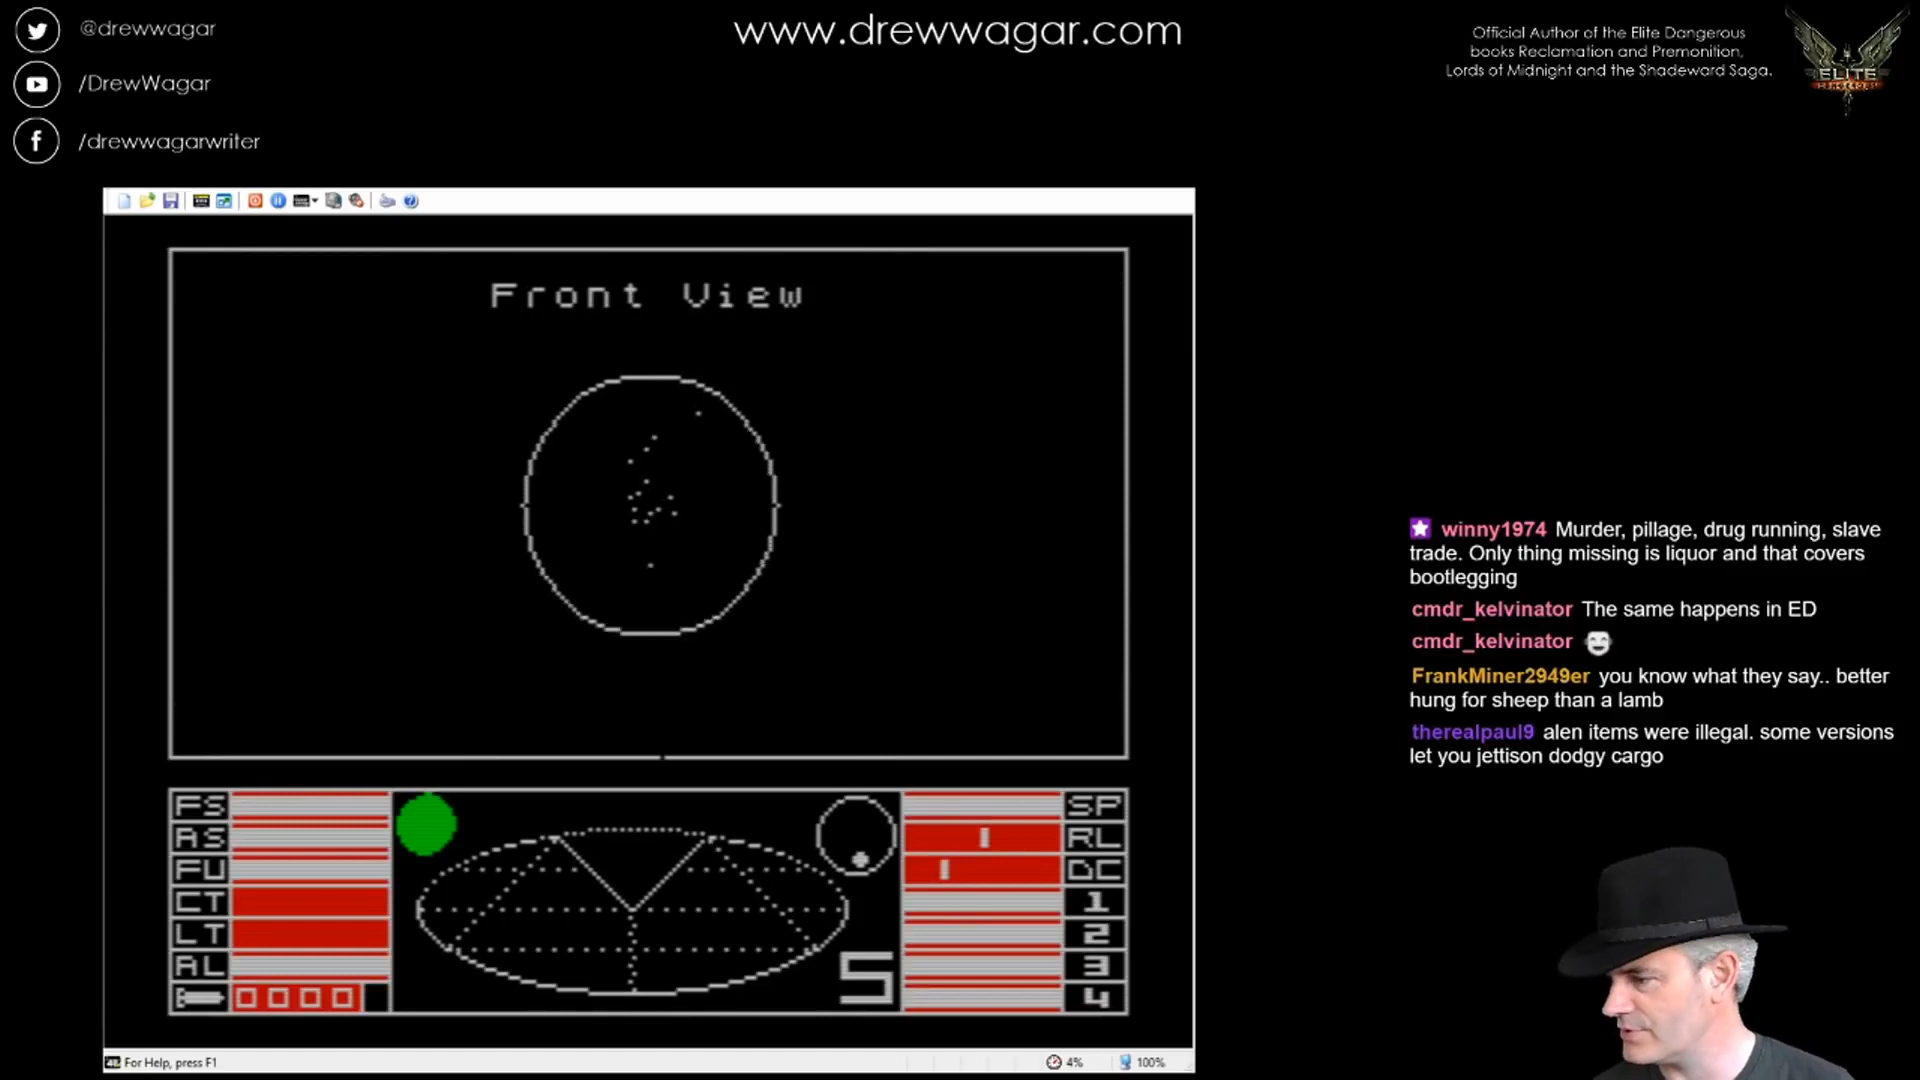 @drewwagar
/DrewWagar
/drewwagarwriter
www.drewwagar.com
Official Author of the Elite Dangerous
books Reclamation and Premonition,
Lords of Midnight and the Shadeward Saga.
ELITE
DANGEROUS
Front View
FS
AS
FU
CT
LT
AL
S
SP
RL
DC
1
2
3
4
For Help, press F1
4%
100%
winny1974 Murder, pillage, drug running, slave
trade. Only thing missing is liquor and that covers
bootlegging
cmdr_kelvinator The same happens in ED
cmdr_kelvinator
FrankMiner2949er you know what they say.. better
hung for sheep than a lamb
therealpaul9 alen items were illegal. some versions
let you jettison dodgy cargo